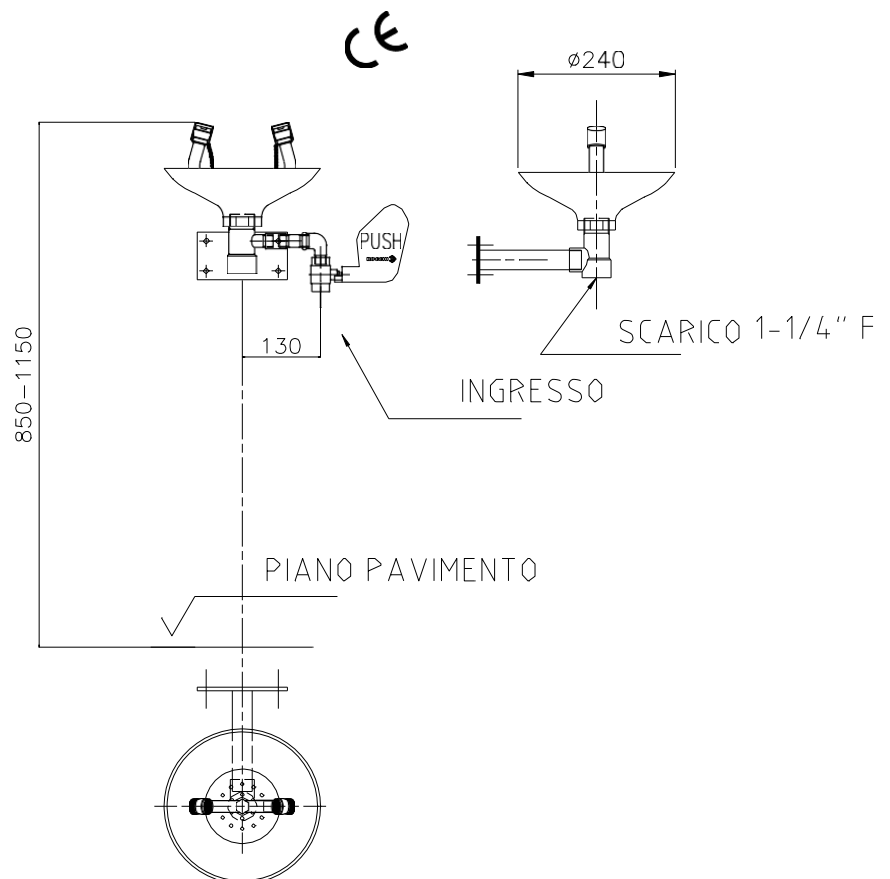 CE
Ø240
PUSH
850-1150
130
SCARICO 1-1/4" F
INGRESSO
PIANO PAVIMENTO